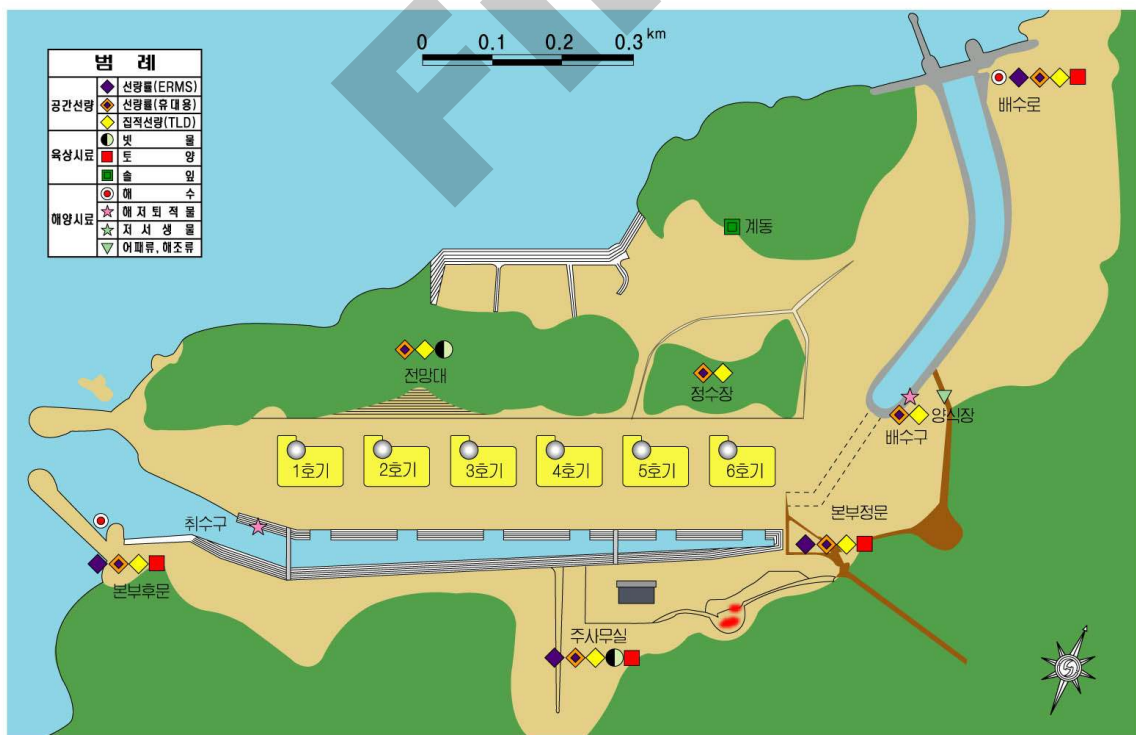 FI
0 0.1 0.2 0.3 km
범 례
공간선량
선량률(ERMS)
선량률(휴대용)
집적선량(TLD)
육상시료
빗 물
토 양
솔 잎
해양시료
해 수
해저퇴적물
저서생물
어패류, 해조류
배수로
계동
전망대
정수장
양식장
배수구
1호기 2호기 3호기 4호기 5호기 6호기
취수구
본부정문
본부후문
주사무실